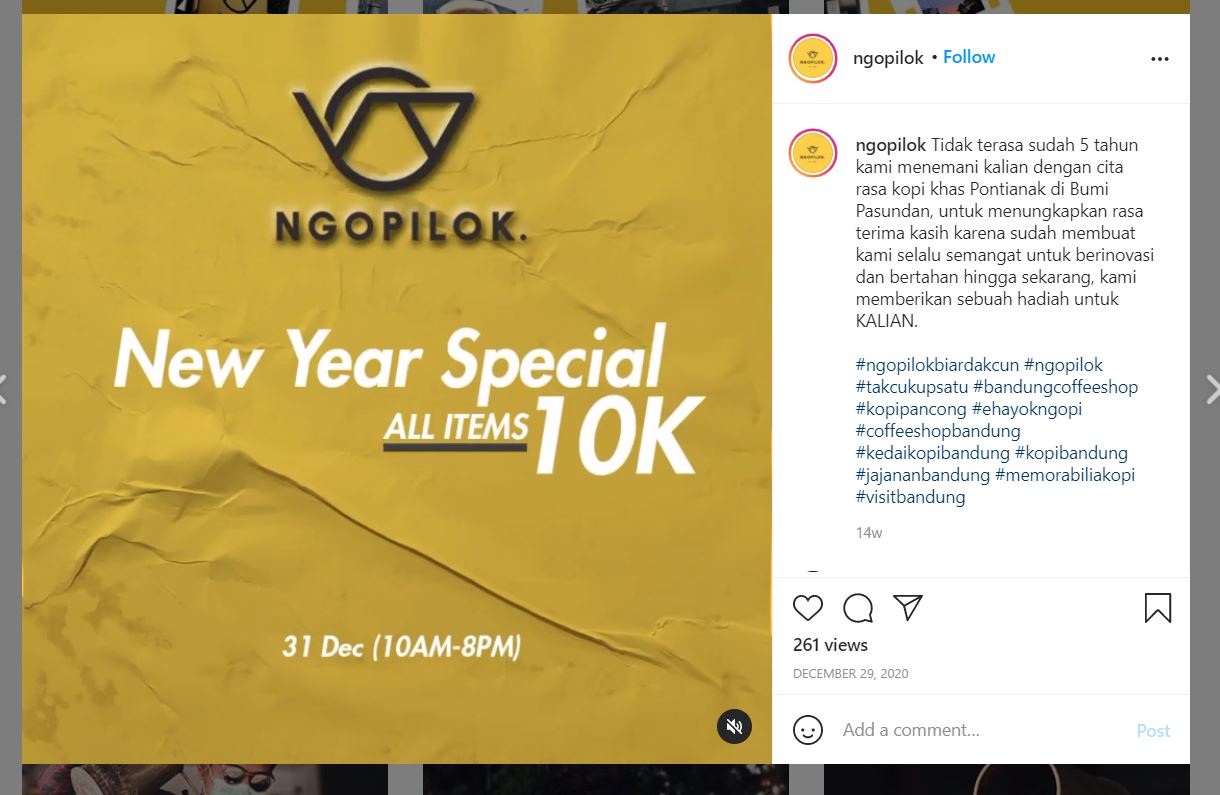 NGOPILOK.
New Year Special
ALL ITEMS 10K
31 Dec (10AM-8PM)
ngopilok • Follow
ngopilok Tidak terasa sudah 5 tahun
kami menemani kalian dengan cita
rasa kopi khas Pontianak di Bumi
Pasundan, untuk menungkapkan rasa
terima kasih karena sudah membuat
kami selalu semangat untuk berinovasi
dan bertahan hingga sekarang, kami
memberikan sebuah hadiah untuk
KALIAN.
#ngopilokbiardakcun #ngopilok
#takcukupsatu #bandungcoffeeshop
#kopipancong #ehayokngopi
#coffeeshopbandung
#kedaikopibandung #kopibandung
#jajananbandung #memorabiliakopi
#visitbandung
14w
261 views
DECEMBER 29, 2020
Add a comment... Post